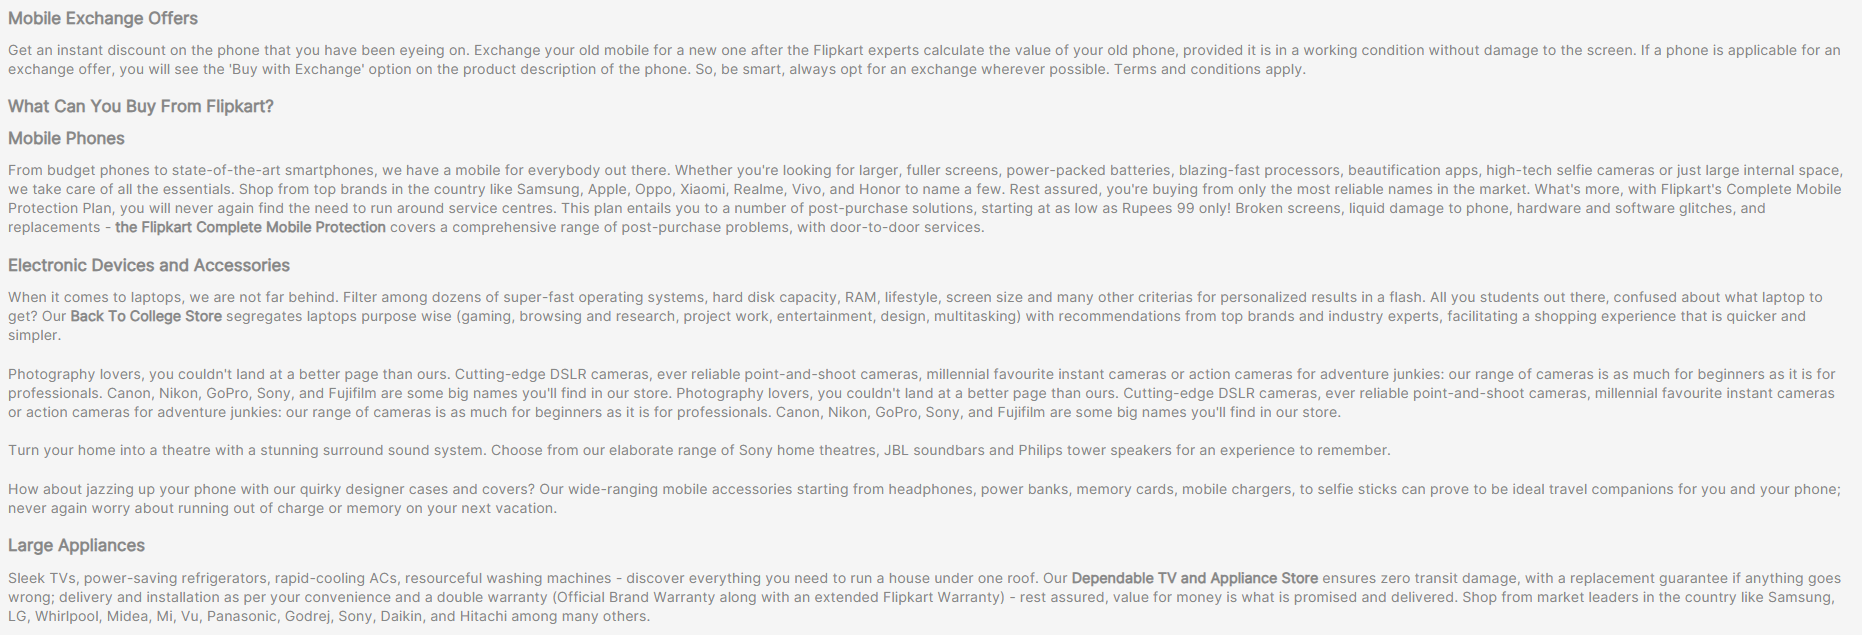 Mobile Exchange Offers
Get an instant discount on the phone that you have been eyeing on. Exchange your old mobile for a new one after the Flipkart experts calculate the value of your old phone, provided it is in a working condition without damage to the screen. If a phone is applicable for an
exchange offer, you will see the 'Buy with Exchange' option on the product description of the phone. So, be smart, always opt for an exchange wherever possible. Terms and conditions apply.
What Can You Buy From Flipkart?
Mobile Phones
From budget phones to state-of-the-art smartphones, we have a mobile for everybody out there. Whether you're looking for larger, fuller screens, power-packed batteries, blazing-fast processors, beautification apps, high-tech selfie cameras or just large internal space,
we take care of all the essentials. Shop from top brands in the country like Samsung, Apple, Oppo, Xiaomi, Realme, Vivo, and Honor to name a few. Rest assured, you're buying from only the most reliable names in the market. What's more, with Flipkart's Complete Mobile
Protection Plan, you will never again find the need to run around service centres. This plan entails you to a number of post-purchase solutions, starting at as low as Rupees 99 only! Broken screens, liquid damage to phone, hardware and software glitches, and
replacements - the Flipkart Complete Mobile Protection covers a comprehensive range of post-purchase problems, with door-to-door services.
Electronic Devices and Accessories
When it comes to laptops, we are not far behind. Filter among dozens of super-fast operating systems, hard disk capacity, RAM, lifestyle, screen size and many other criterias for personalized results in a flash. All you students out there, confused about what laptop to
get? Our Back To College Store segregates laptops purpose wise (gaming, browsing and research, project work, entertainment, design, multitasking) with recommendations from top brands and industry experts, facilitating a shopping experience that is quicker and
simpler.
Photography lovers, you couldn't land at a better page than ours. Cutting-edge DSLR cameras, ever reliable point-and-shoot cameras, millennial favourite instant cameras or action cameras for adventure junkies: our range of cameras is as much for beginners as it is for
professionals. Canon, Nikon, GoPro, Sony, and Fujifilm are some big names you'll find in our store. Photography lovers, you couldn't land at a better page than ours. Cutting-edge DSLR cameras, ever reliable point-and-shoot cameras, millennial favourite instant cameras
or action cameras for adventure junkies: our range of cameras is as much for beginners as it is for professionals. Canon, Nikon, GoPro, Sony, and Fujifilm are some big names you'll find in our store.
Turn your home into a theatre with a stunning surround sound system. Choose from our elaborate range of Sony home theatres, JBL soundbars and Philips tower speakers for an experience to remember.
How about jazzing up your phone with our quirky designer cases and covers? Our wide-ranging mobile accessories starting from headphones, power banks, memory cards, mobile chargers, to selfie sticks can prove to be ideal travel companions for you and your phone;
never again worry about running out of charge or memory on your next vacation.
Large Appliances
Sleek TVs, power-saving refrigerators, rapid-cooling ACs, resourceful washing machines - discover everything you need to run a house under one roof. Our Dependable TV and Appliance Store ensures zero transit damage, with a replacement guarantee if anything goes
wrong; delivery and installation as per your convenience and a double warranty (Official Brand Warranty along with an extended Flipkart Warranty) - rest assured, value for money is what is promised and delivered. Shop from market leaders in the country like Samsung,
LG, Whirlpool, Midea, Mi, Vu, Panasonic, Godrej, Sony, Daikin, and Hitachi among many others.